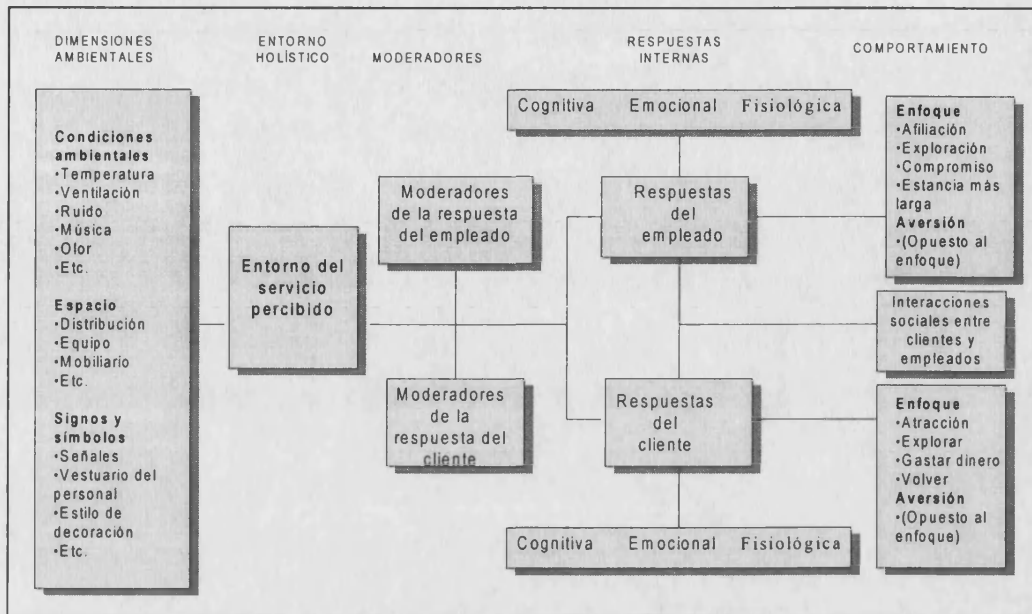 DIMENSIONES
AMBIENTALES
ENTORNO
HOLÍSTICO
MODERADORES
RESPUESTAS
INTERNAS
COMPORTAMIENTO
Condiciones
ambientales
•Temperatura
•Ventilación
•Ruido
•Música
•Olor
•Etc.
Espacio
•Distribución
•Equipo
•Mobiliario
•Etc.
Signos y
símbolos
•Señales
•Vestuario del
personal
•Estilo de
decoración
•Etc.
Entorno del
servicio
percibido
Moderadores
de la respuesta
del empleado
Moderadores
de la
respuesta del
cliente
Cognitiva Emocional Fisiológica
Respuestas
del
empleado
Respuestas
del
cliente
Cognitiva Emocional Fisiológica
Enfoque
•Afiliación
•Exploración
•Compromiso
•Estancia más
larga
Aversión
•(Opuesto al
enfoque)
Interacciones
sociales entre
clientes y
empleados
Enfoque
•Atracción
•Explorar
•Gastar dinero
•Volver
Aversión
•(Opuesto al
enfoque)